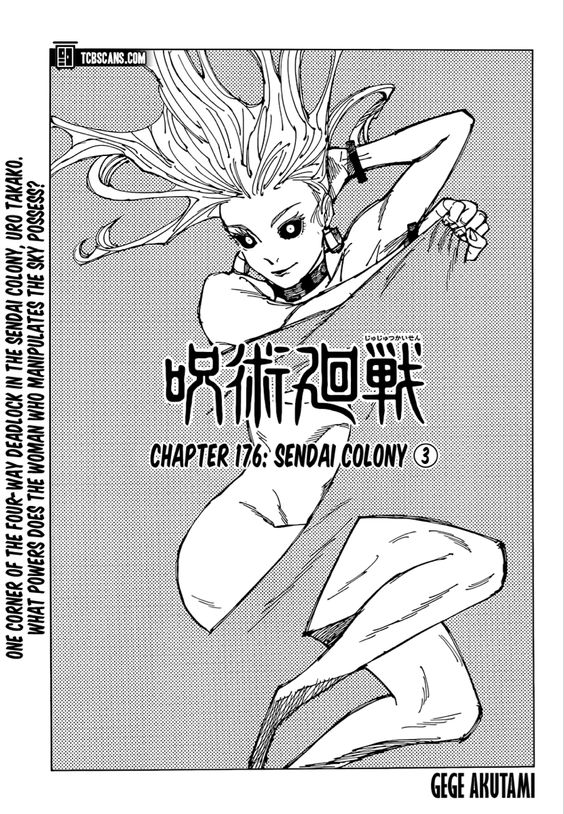 TCBSCANS.COM
ONE CORNER OF THE FOUR-WAY DEADLOCK IN THE SENDAI COLONY, URO TAKAKO.
WHAT POWERS DOES THE WOMAN WHO MANIPULATES THE SKY POSSESS?
じゅじゅつかいせん
呪術廻戦
CHAPTER 176: SENDAI COLONY ③
GEGE AKUTAMI